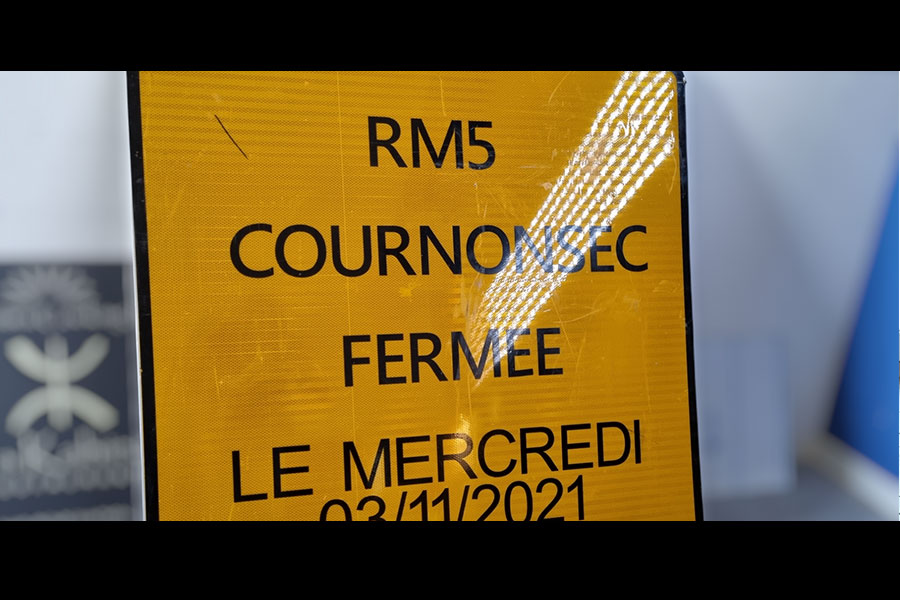 RM5
COURNONSEC
FERMEE
LE MERCREDI
03/11/2021